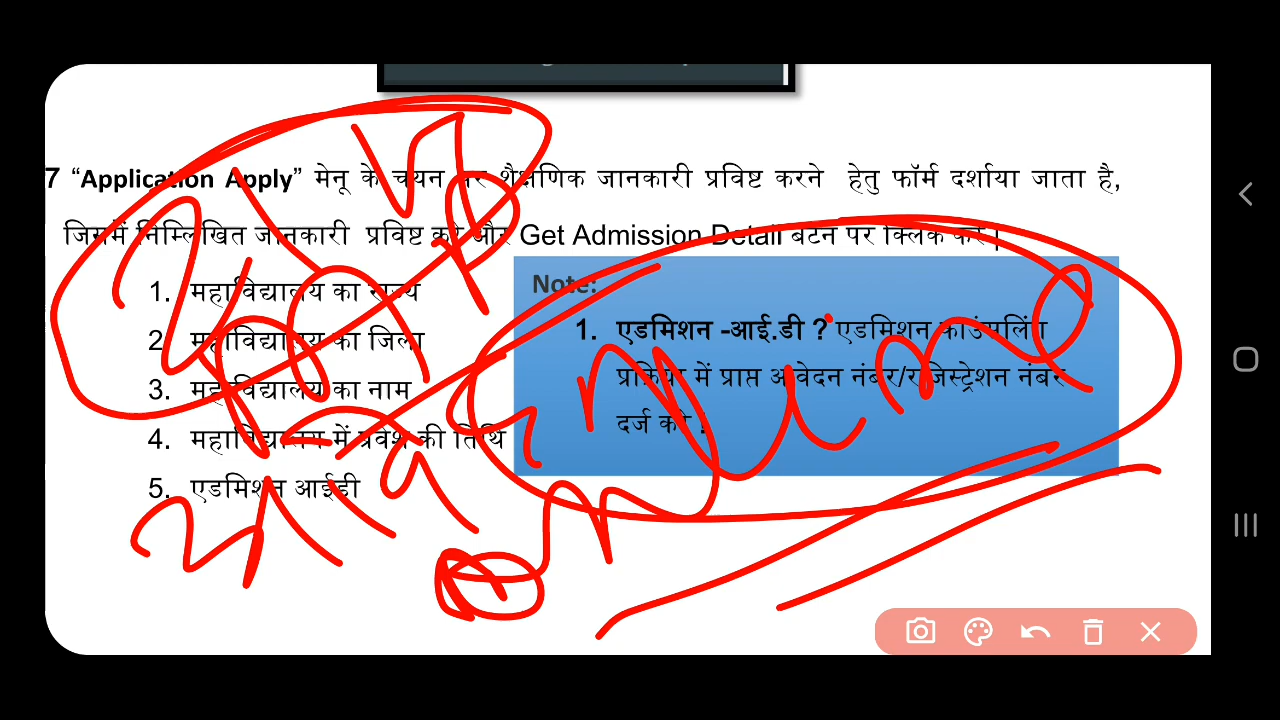 7 “Application Apply” मेनू के चयन पर शैक्षणिक जानकारी प्रविष्ट करने हेतु फॉर्म दर्शाया जाता है,
जिसमें निम्लिखित जानकारी प्रविष्ट करे और Get Admission Detail बटन पर क्लिक करे।
1. महाविद्यालय का राज्य
2. महाविद्यालय का जिला
3. महाविद्यालय का नाम
4. महाविद्यालय में प्रवेश की तिथि
5. एडमिशन आईडी
Note:
1. एडमिशन -आई.डी ? एडमिशन काउंसलिंग
प्रक्रिया में प्राप्त आवेदन नंबर/रजिस्ट्रेशन नंबर
दर्ज करे !
online